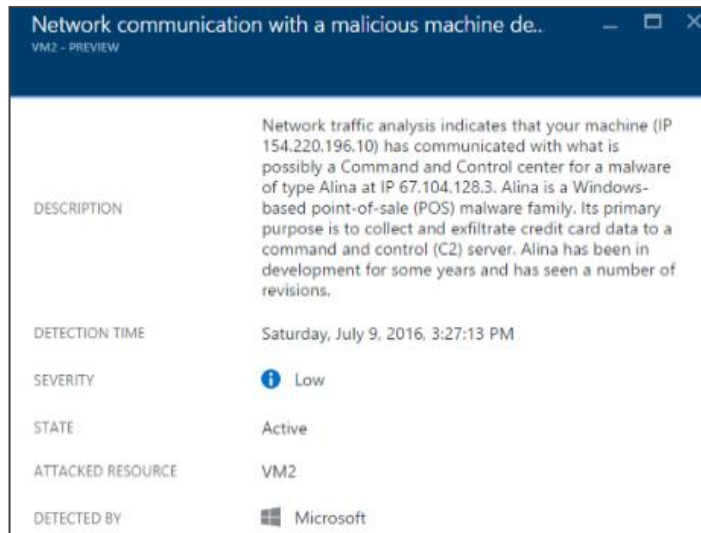 Network communication with a malicious machine de...
VM2 - PREVIEW
Network traffic analysis indicates that your machine (IP
154.220.196.10) has communicated with what is
possibly a Command and Control center for a malware
of type Alina at IP 67.104.128.3. Alina is a Windows-
DESCRIPTION based point-of-sale (POS) malware family. Its primary
purpose is to collect and exfiltrate credit card data to a
command and control (C2) server. Alina has been in
development for some years and has seen a number of
revisions.
DETECTION TIME Saturday, July 9, 2016, 3:27:13 PM
SEVERITY Low
STATE Active
ATTACKED RESOURCE VM2
DETECTED BY Microsoft